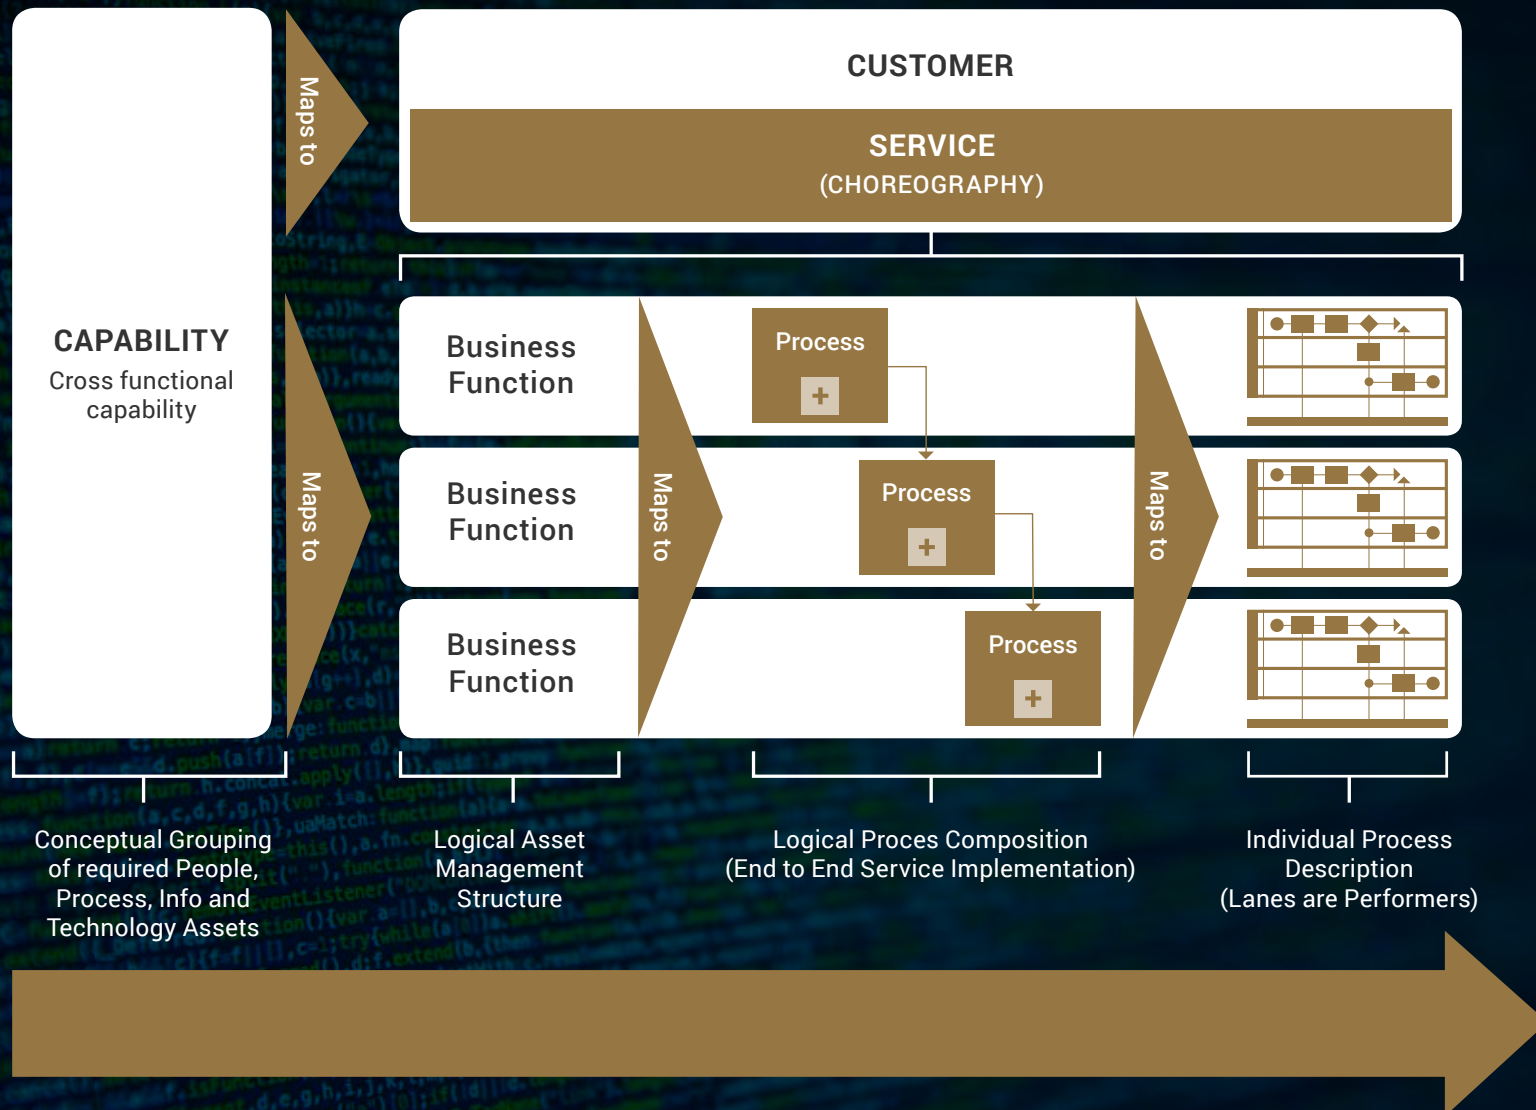 CAPABILITY
Cross functional
capability
Maps to
CUSTOMER
SERVICE
(CHOREOGRAPHY)
Maps to
Business
Function
Business
Function
Business
Function
Maps to
Process
Process
Process
Maps to
Conceptual Grouping
of required People,
Process, Info and
Technology Assets
Logical Asset
Management
Structure
Logical Proces Composition
(End to End Service Implementation)
Individual Process
Description
(Lanes are Performers)